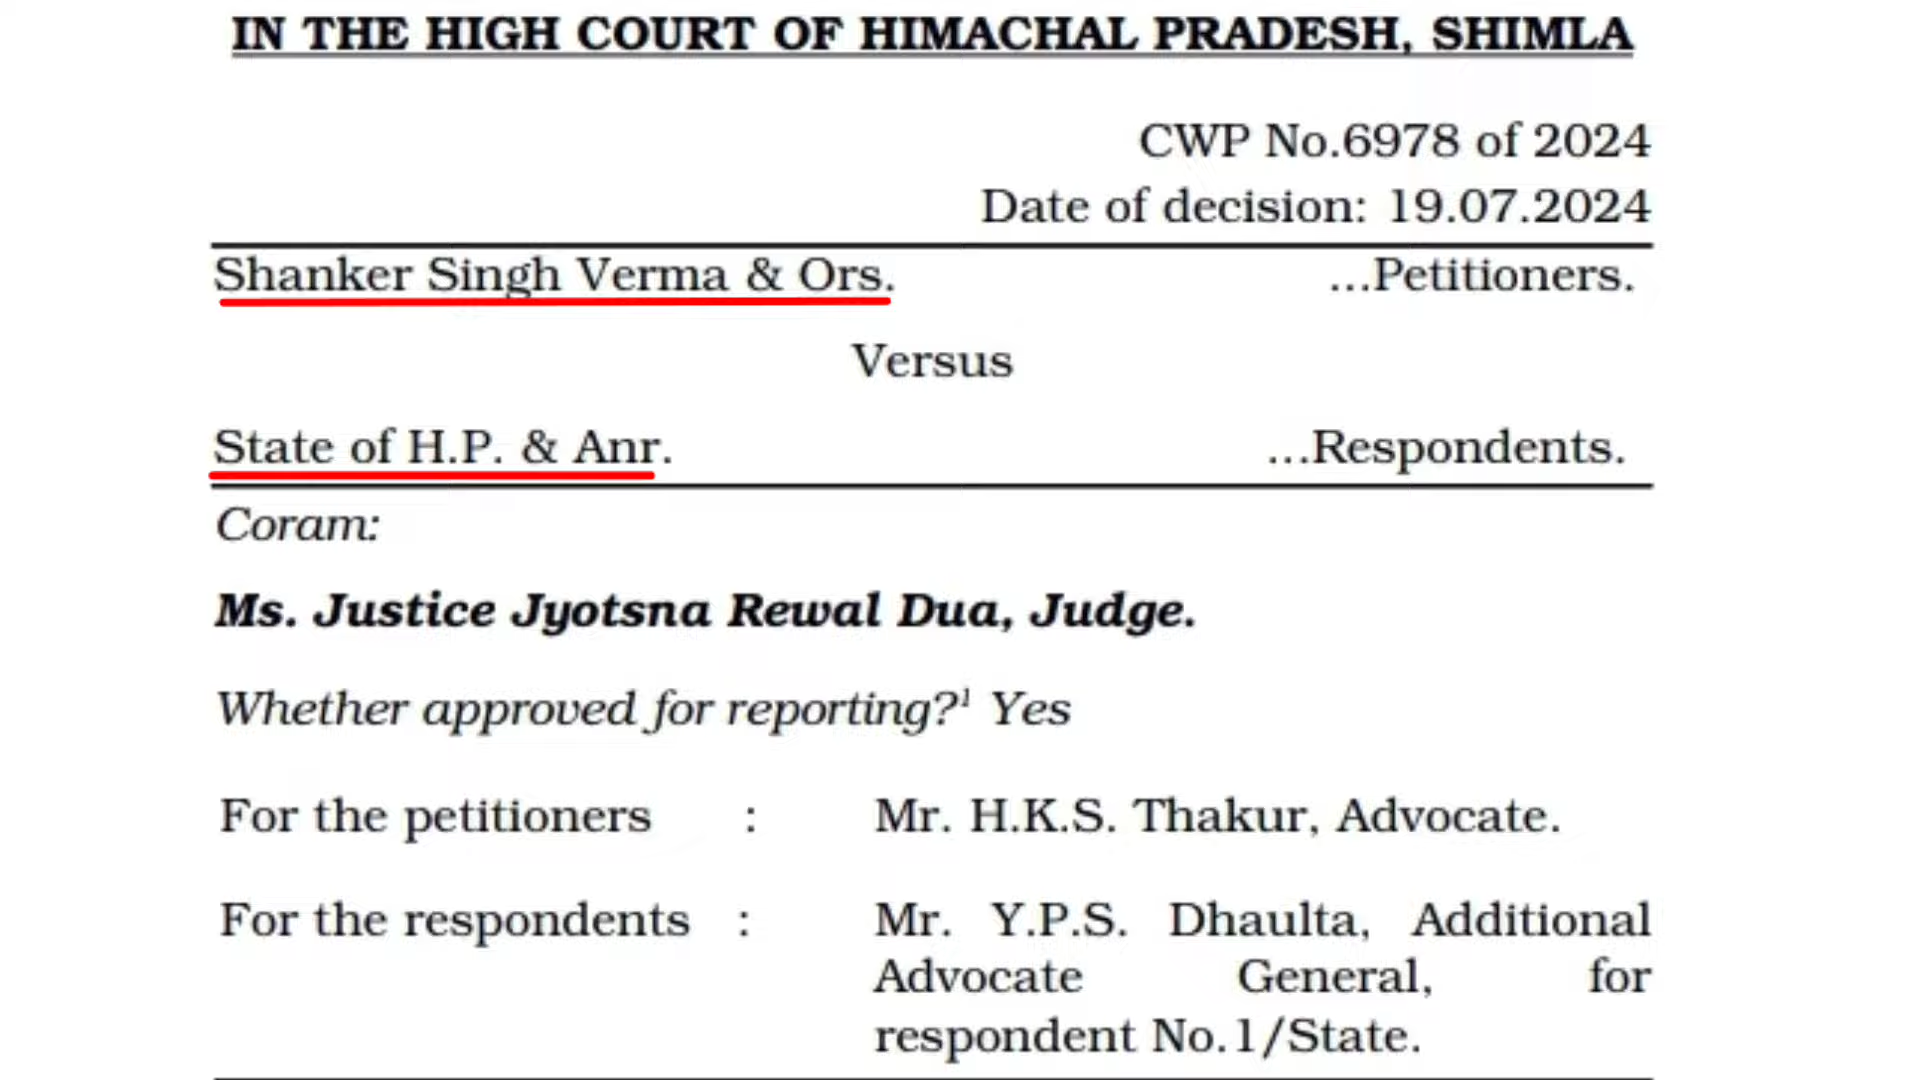 IN THE HIGH COURT OF HIMACHAL PRADESH, SHIMLA
CWP No.6978 of 2024
Date of decision: 19.07.2024
Shanker Singh Verma & Ors. ...Petitioners.
Versus
State of H.P. & Anr. ...Respondents.
Coram:
Ms. Justice Jyotsna Rewal Dua, Judge.
Whether approved for reporting?¹ Yes
For the petitioners : Mr. H.K.S. Thakur, Advocate.
For the respondents : Mr. Y.P.S. Dhaulta, Additional
Advocate General, for
respondent No.1/State.